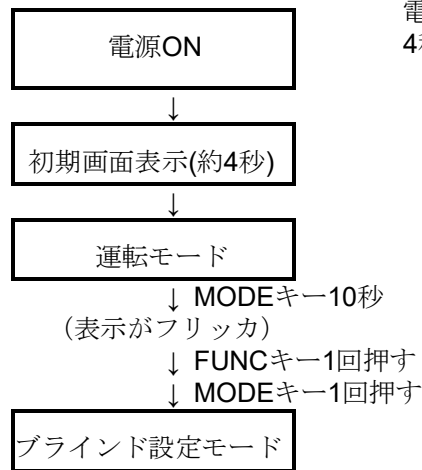 電源ON
電
4
↓
初期画面表示(約4秒)
↓
運転モード
↓ MODEキー10秒
（表示がフリッカ）
↓ FUNCキー1回押す
↓ MODEキー1回押す
ブラインド設定モード